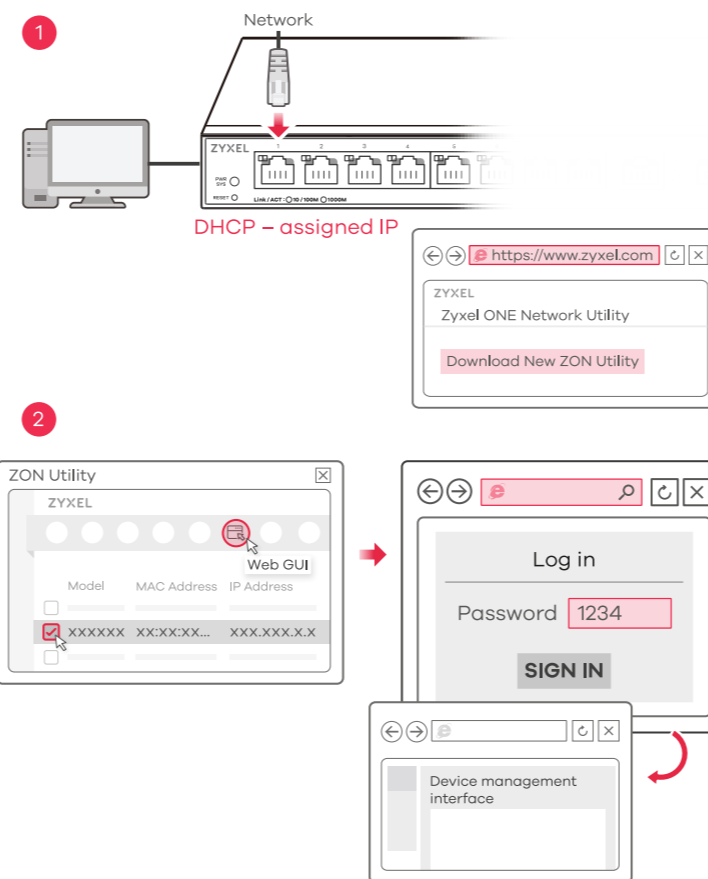 1
Network
ZYXEL
1 2 3 4 5
PWR
SYS
RESET
Link / ACT : 10 / 100M 1000M
DHCP – assigned IP
https://www.zyxel.com
ZYXEL
Zyxel ONE Network Utility
Download New ZON Utility
2
ZON Utility
ZYXEL
Web GUI
Model MAC Address IP Address
XXXXXX XX:XX:XX... XXX.XXX.X.X
Log in
Password 1234
SIGN IN
Device management
interface